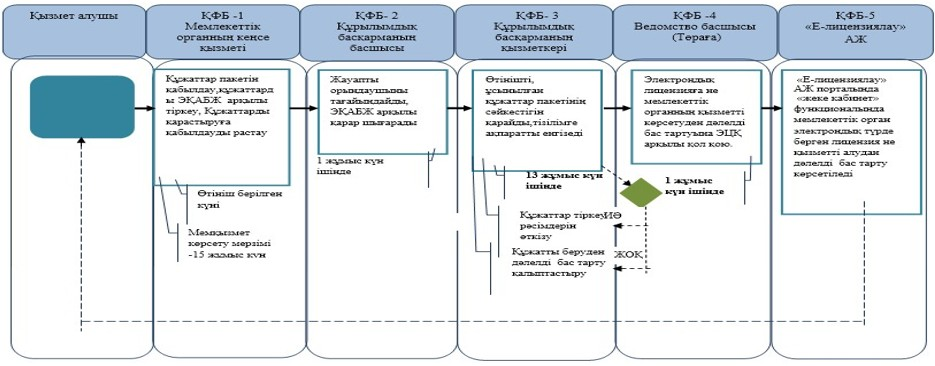 Қызмет алушы
ҚФБ -1
Мемлекеттік
органның кеңсе
қызметі
ҚФБ- 2
Құрылымдық
басқарманың
басшысы
ҚФБ- 3
Құрылымдық
басқарманың
қызметкері
ҚФБ -4
Ведомство басшысы
(Төраға)
ҚФБ-5
«Е-лицензиялау»
АЖ
Құжаттар пакетін
қабылдау,құжаттард
ы ЭҚАБЖ арқылы
тіркеу, Құжаттарды
қарастыруға
қабылдауды растау
Өтініш берілген
күні
Мемқызмет
көрсету мерзімі
-15 жұмыс күн
Жауапты
орындаушыны
тағайындайды,
ЭҚАБЖ арқылы
қарар шығарады
1 жұмыс күн
ішінде
Өтінішті,
ұсынылған
құжаттар пакетінің
сәйкестігін
қарайды,тізілімге
ақпаратты енгізеді
13 жұмыс күн
ішінде
Құжаттар тіркеу
рәсімдерін
өткізу
ИӘ
Құжатты беруден
дәлелді бас тарту
қалыптастыру
ЖОҚ
Электрондық
лицензияға не
мемлекеттік
органның қызметті
көрсетуден дәлелді
бас тартуына ЭЦҚ
арқылы қол қою.
1 жұмыс
күн ішінде
«Е-лицензиялау»
АЖ порталында
«жеке кабинет»
функционалында
мемлекеттік орган
электрондық түрде
берген лицензия не
қызметті алудан
дәлелді бас тарту
көрсетіледі